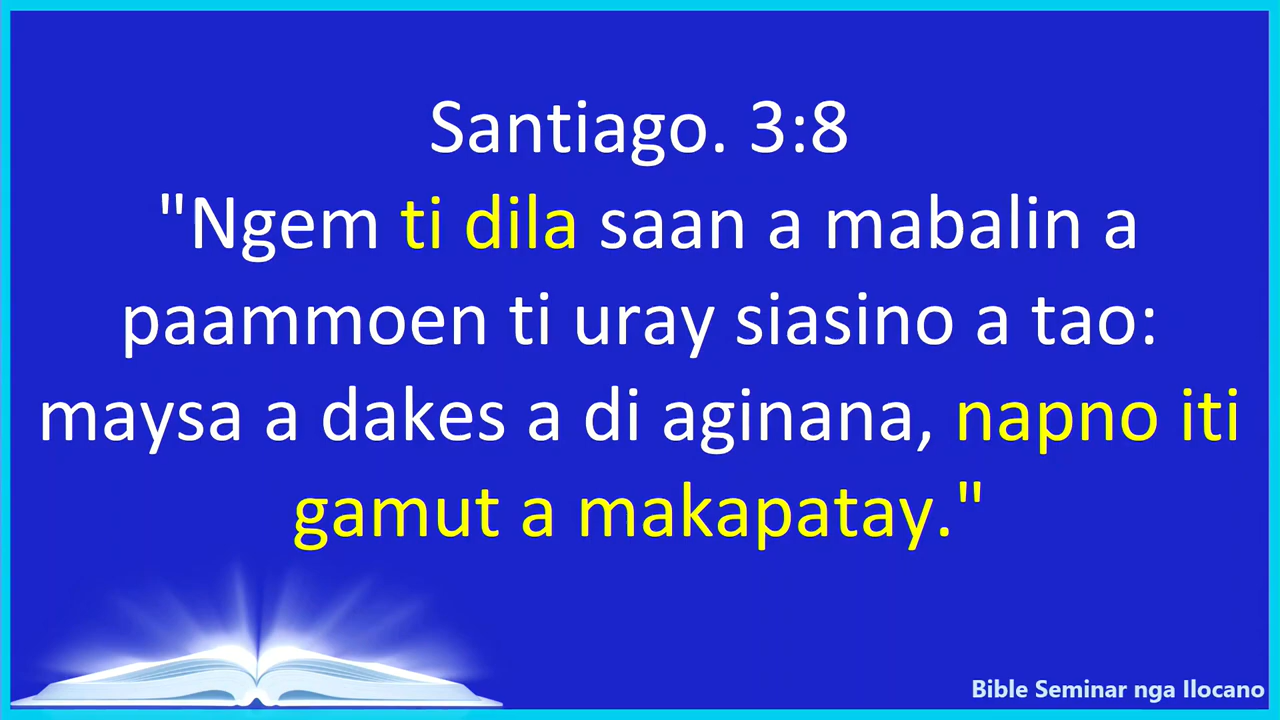 Santiago. 3:8
"Ngem ti dila saan a mabalin a
paammoen ti uray siasino a tao:
maysa a dakes a di aginana, napno iti
gamut a makapatay."
Bible Seminar nga Ilocano